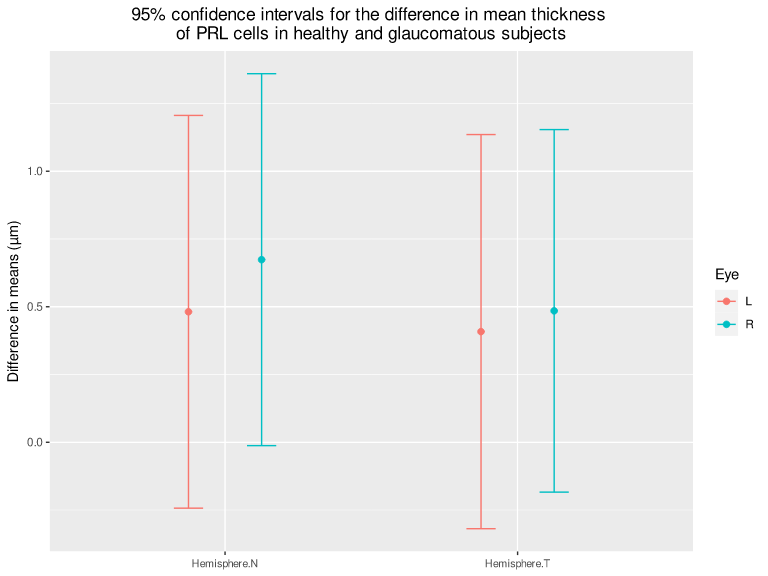 95% confidence intervals for the difference in mean thickness
of PRL cells in healthy and glaucomatous subjects
Difference in means (µm)
1.0
0.5
0.0
Hemisphere.N
Hemisphere.T
Eye
L
R